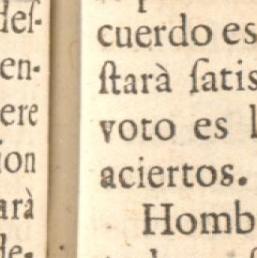 def-
en-
ere
ion
arà
de-
cuerdo es
ſtarà ſatis
voto es l
aciertos.
Homb